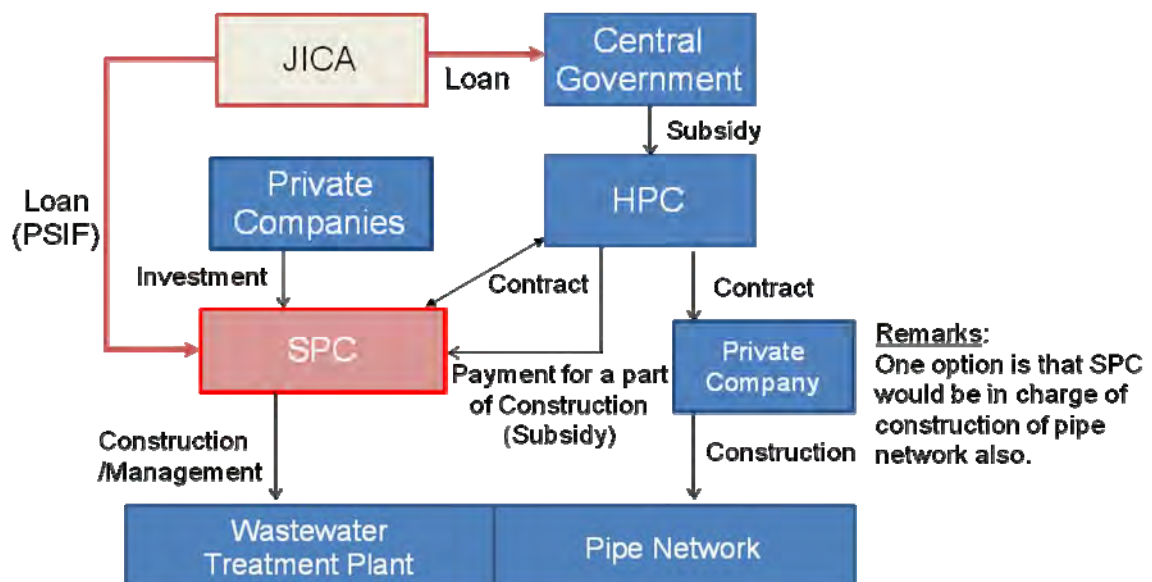 JICA
Loan
Central
Government
Subsidy
Loan
(PSIF)
Private
Companies
HPC
Investment
Contract
Contract
SPC
Payment for a part
of Construction
(Subsidy)
Private
Company
Remarks:
One option is that SPC
would be in charge of
construction of pipe
network also.
Construction
/Management
Construction
Wastewater
Treatment Plant
Pipe Network